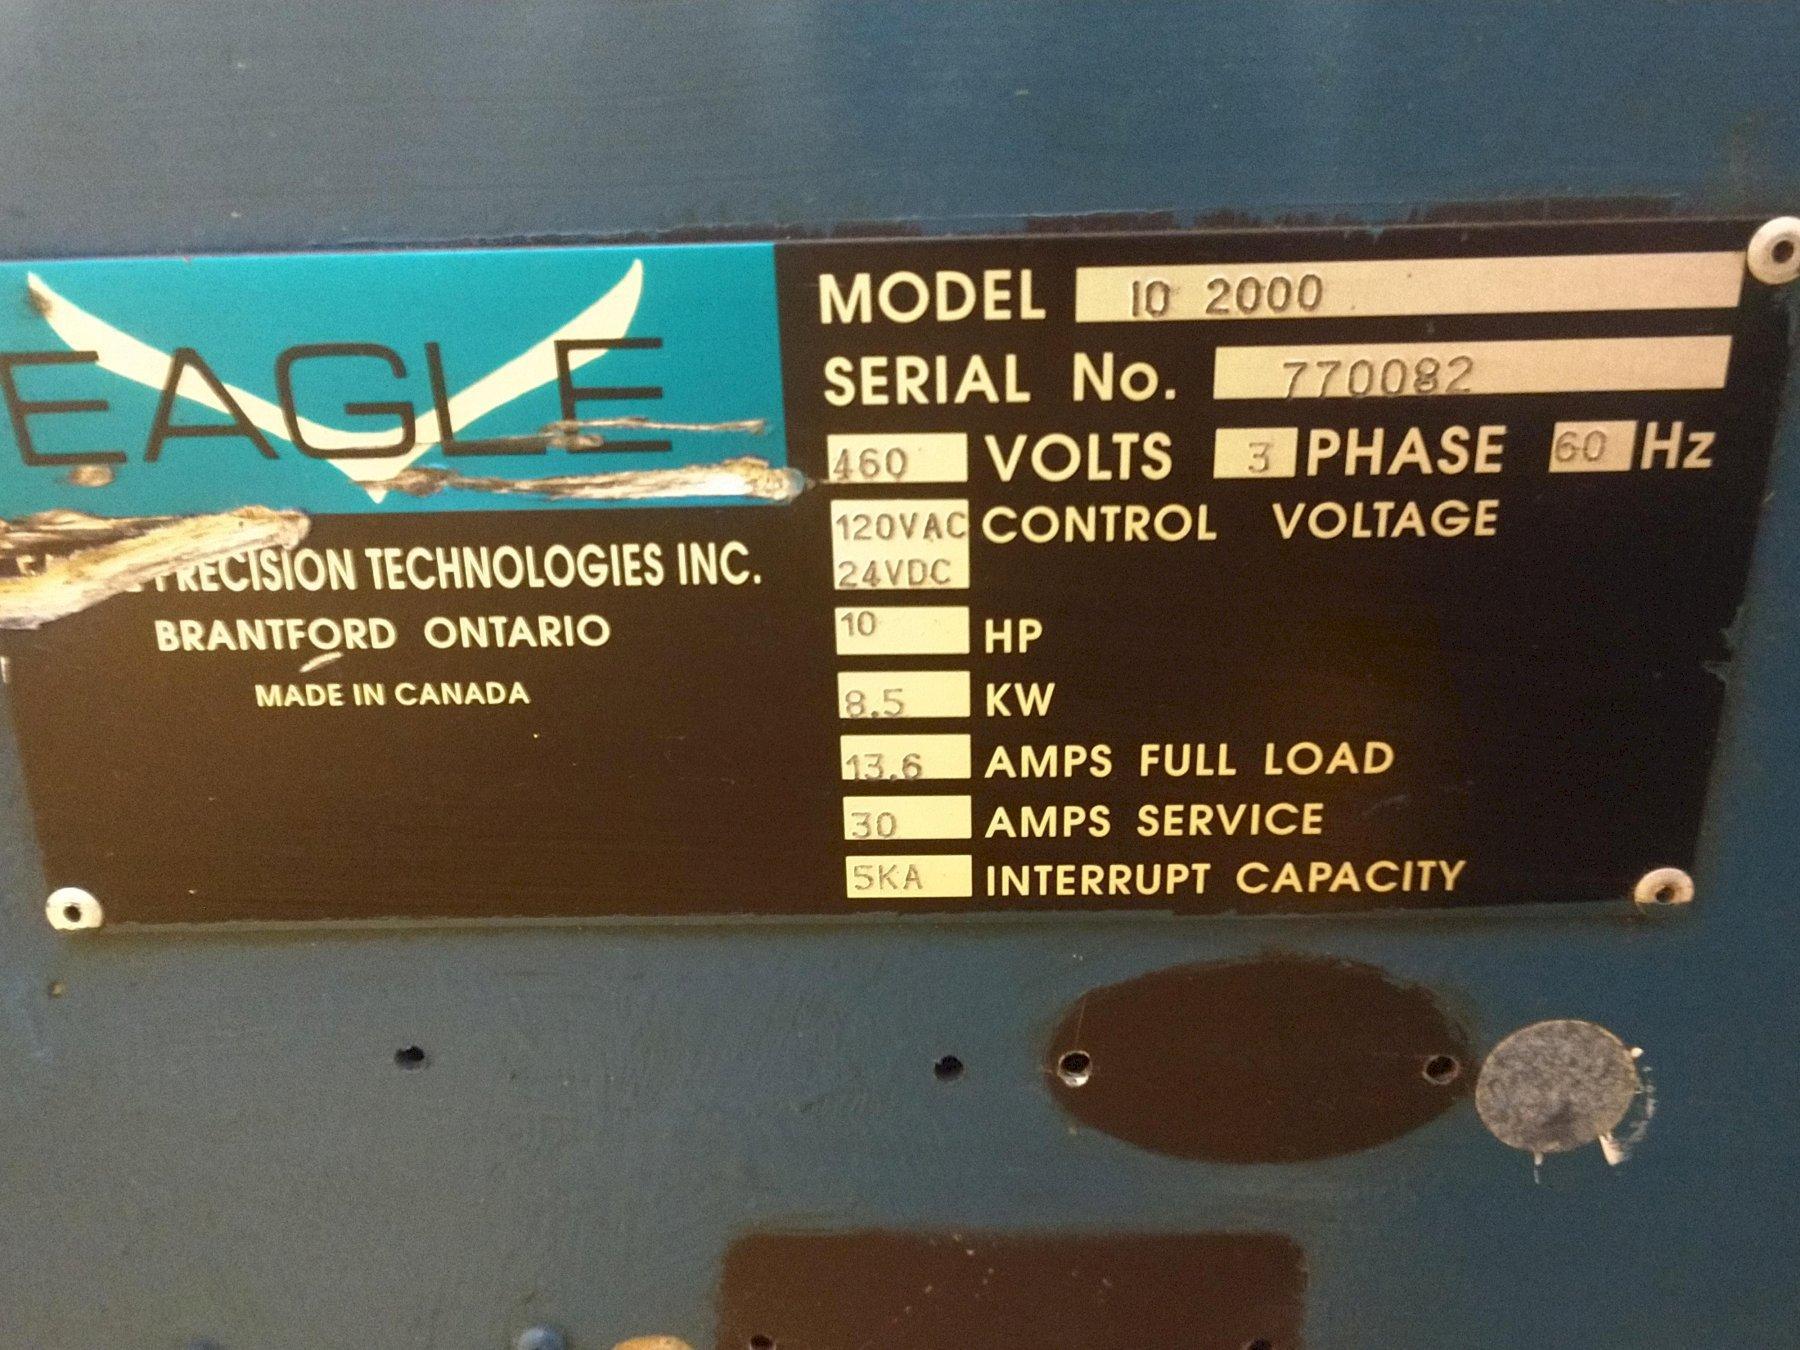 EAGLE
PRECISION TECHNOLOGIES INC.
BRANTFORD ONTARIO
MADE IN CANADA
MODEL IO 2000
SERIAL No. 770082
460 VOLTS 3 PHASE 60 Hz
120VAC CONTROL VOLTAGE
24VDC
10 HP
8.5 KW
13.6 AMPS FULL LOAD
30 AMPS SERVICE
5KA INTERRUPT CAPACITY